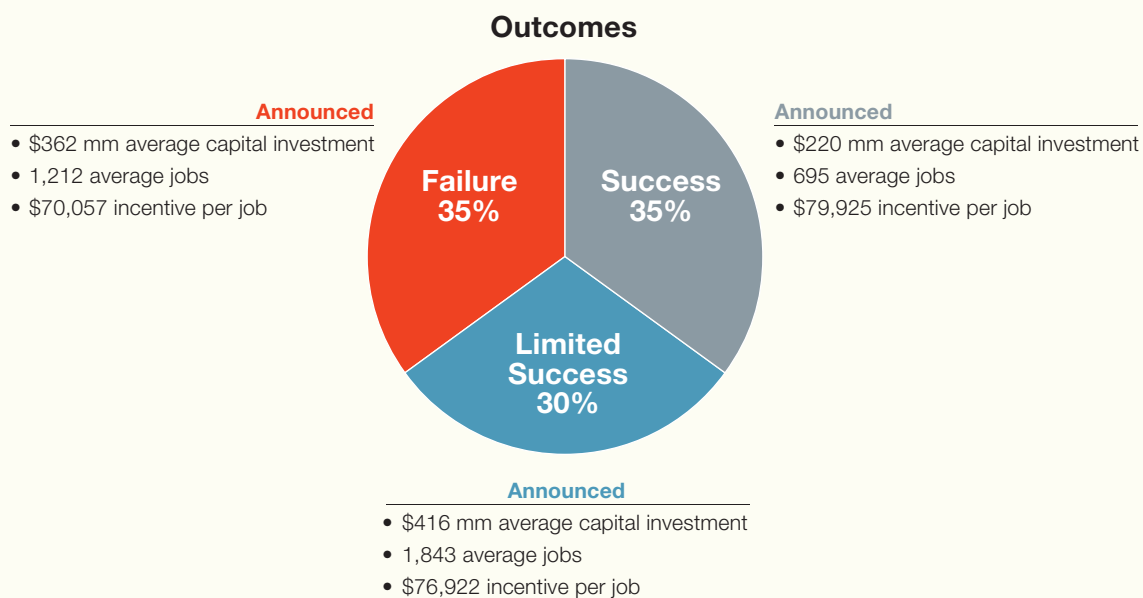 Outcomes
Announced
• $362 mm average capital investment
• 1,212 average jobs
• $70,057 incentive per job
Failure
35%
Success
35%
Announced
• $220 mm average capital investment
• 695 average jobs
• $79,925 incentive per job
Limited
Success
30%
Announced
• $416 mm average capital investment
• 1,843 average jobs
• $76,922 incentive per job